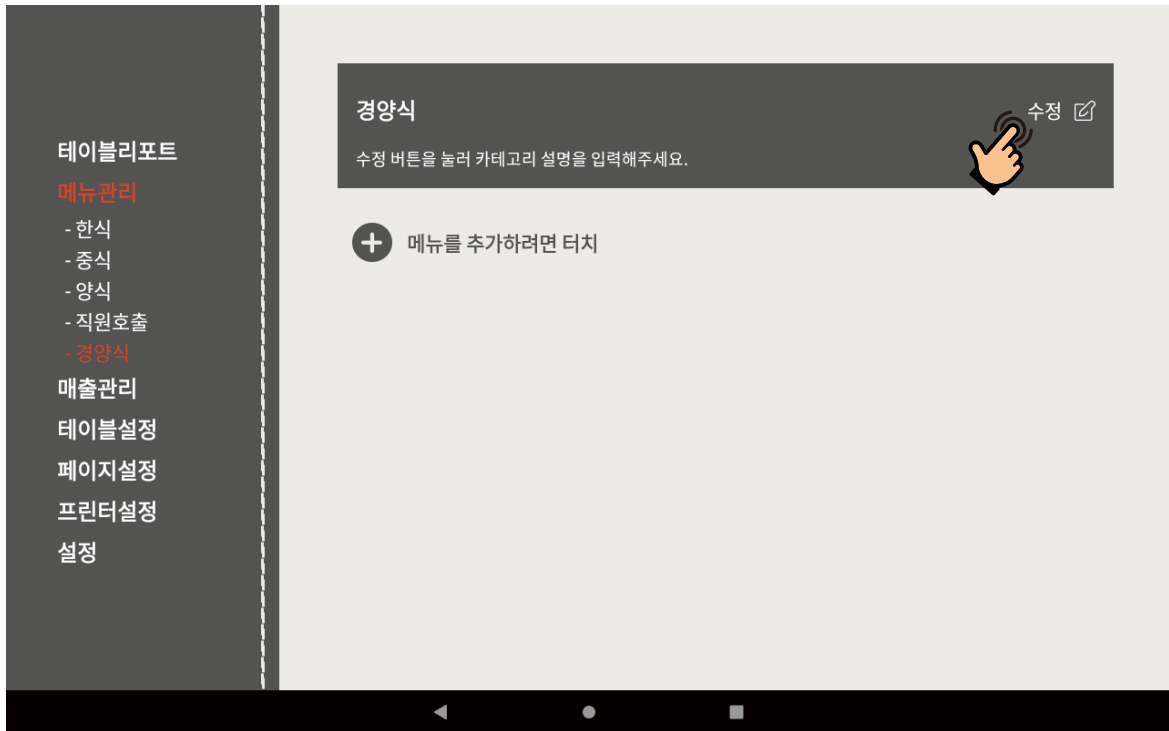 테이블리포트
메뉴관리
- 한식
- 중식
- 양식
- 직원호출
- 경양식
매출관리
테이블설정
페이지설정
프린터설정
설정
경양식
수정
수정 버튼을 눌러 카테고리 설명을 입력해주세요.
메뉴를 추가하려면 터치